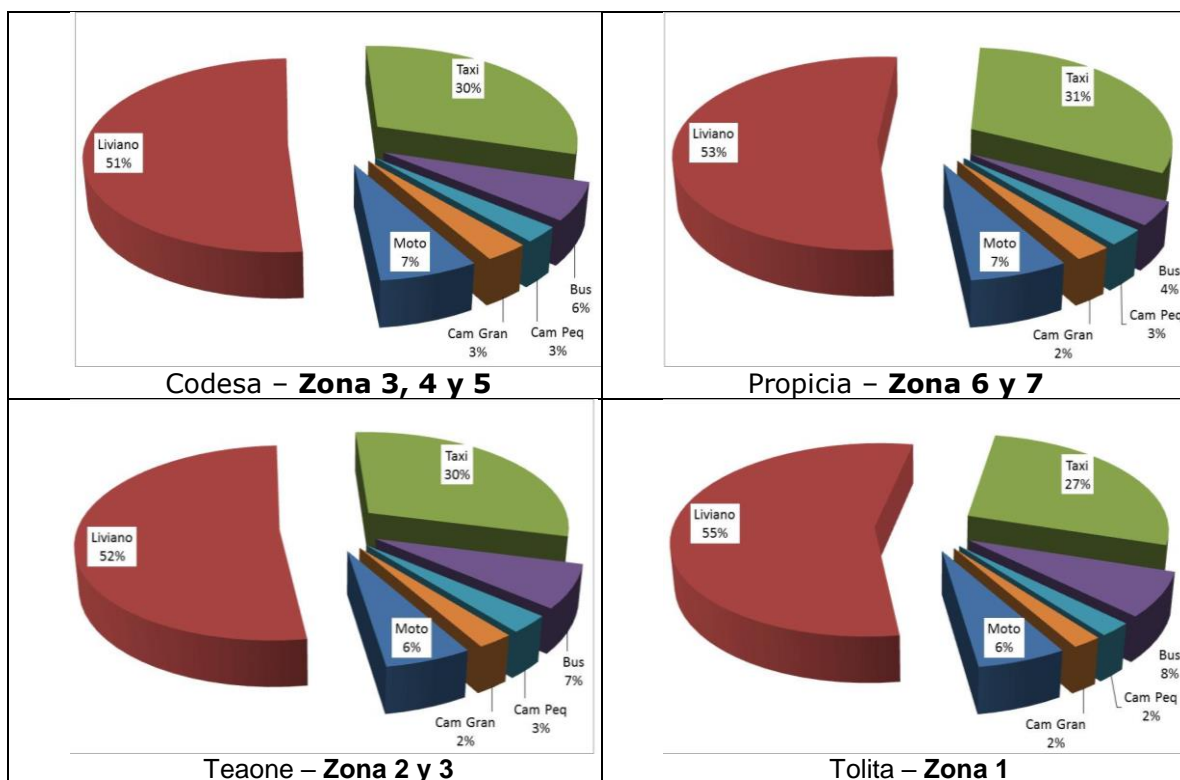 Taxi
30%
Liviano
51%
Moto
7%
Bus
6%
Cam Peq
3%
Cam Gran
3%
Codesa – Zona 3, 4 y 5
Taxi
31%
Liviano
53%
Moto
7%
Bus
4%
Cam Peq
3%
Cam Gran
2%
Propicia – Zona 6 y 7
Taxi
30%
Liviano
52%
Moto
6%
Bus
7%
Cam Peq
3%
Cam Gran
2%
Teaone – Zona 2 y 3
Taxi
27%
Liviano
55%
Moto
6%
Bus
8%
Cam Peq
2%
Cam Gran
2%
Tolita – Zona 1